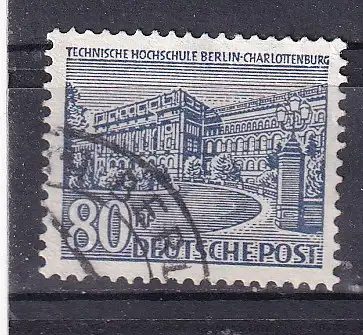 TECHNISCHE HOCHSCHULE BERLIN-CHARLOTTENBURG
80 DEUTSCHE POST